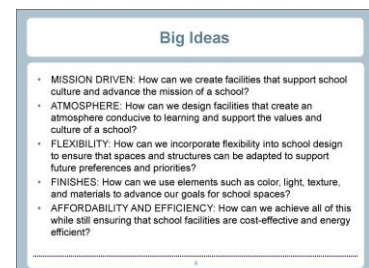 Big Ideas
• MISSION DRIVEN: How can we create facilities that support school
culture and advance the mission of a school?
• ATMOSPHERE: How can we design facilities that create an
atmosphere conducive to learning and support the values and
culture of a school?
• FLEXIBILITY: How can we incorporate flexibility into school design
to ensure that spaces and structures can be adapted to support
future preferences and priorities?
• FINISHES: How can we use elements such as color, light, texture,
and materials to advance our goals for school spaces?
• AFFORDABILITY AND EFFICIENCY: How can we achieve all of this
while still ensuring that school facilities are cost-effective and energy
efficient?